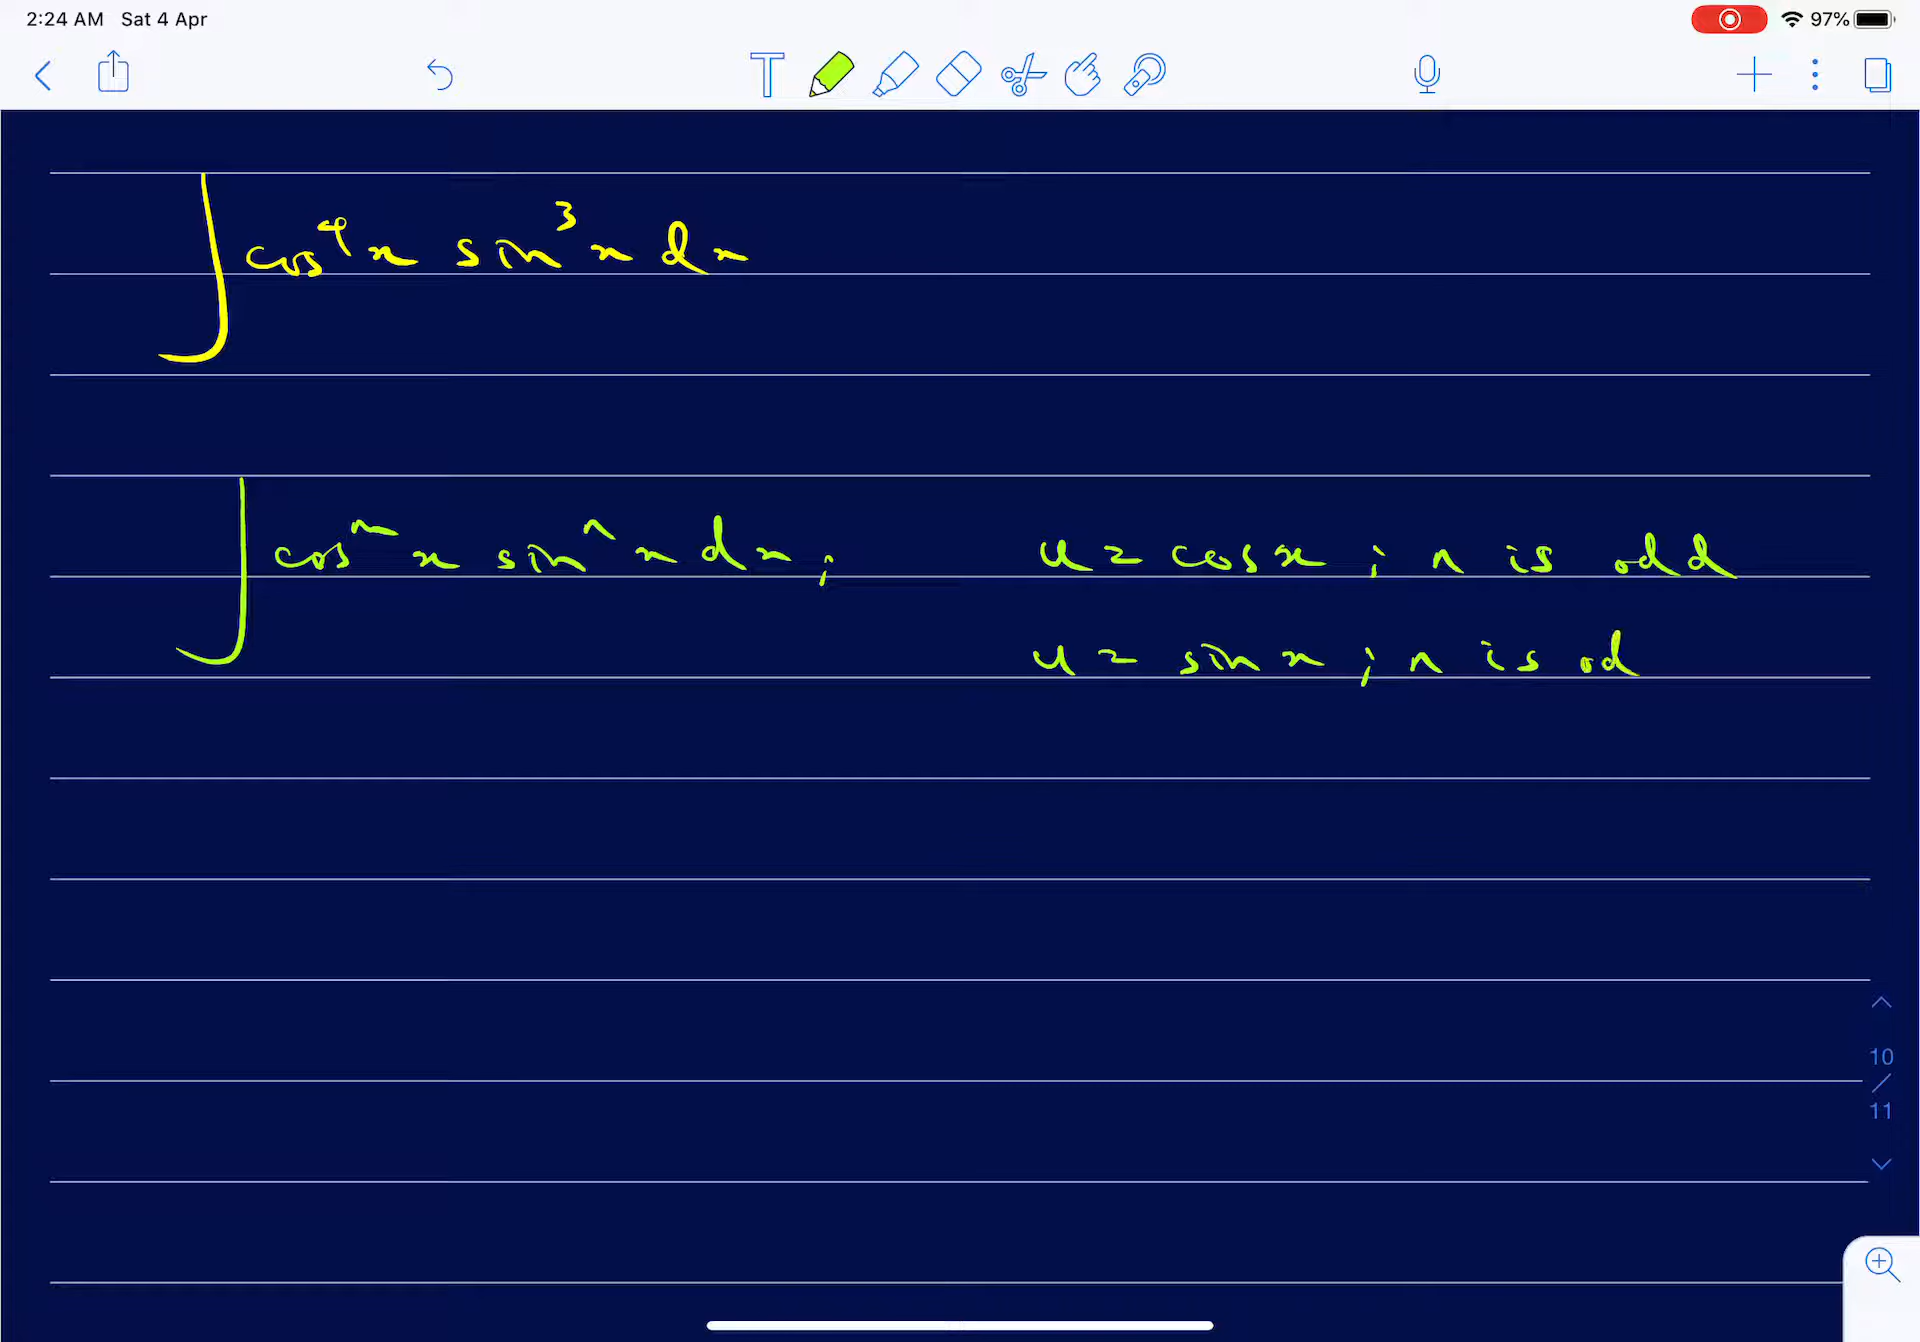 2:24 AM Sat 4 Apr 97%
∫cos⁴x sin³x dx
∫cosᵐx sinⁿx dx; u = cosx; n is odd
u = sin x; n is od
10
11